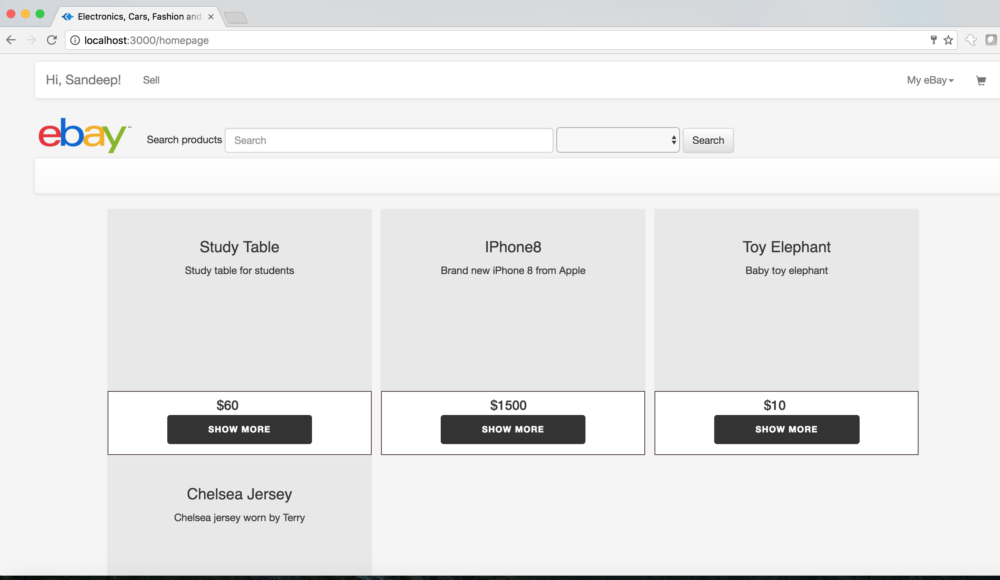 Electronics, Cars, Fashion and
localhost:3000/homepage
Hi, Sandeep! Sell My eBay
ebay™
Search products Search Search
Study Table
Study table for students
$60
SHOW MORE
IPhone8
Brand new iPhone 8 from Apple
$1500
SHOW MORE
Toy Elephant
Baby toy elephant
$10
SHOW MORE
Chelsea Jersey
Chelsea jersey worn by Terry